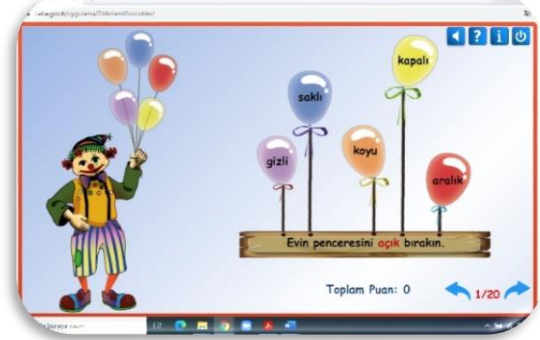 kapalı
saklı
koyu
gizli
aralık
Evin penceresini açık bırakın.
Toplam Puan: 0
1/20